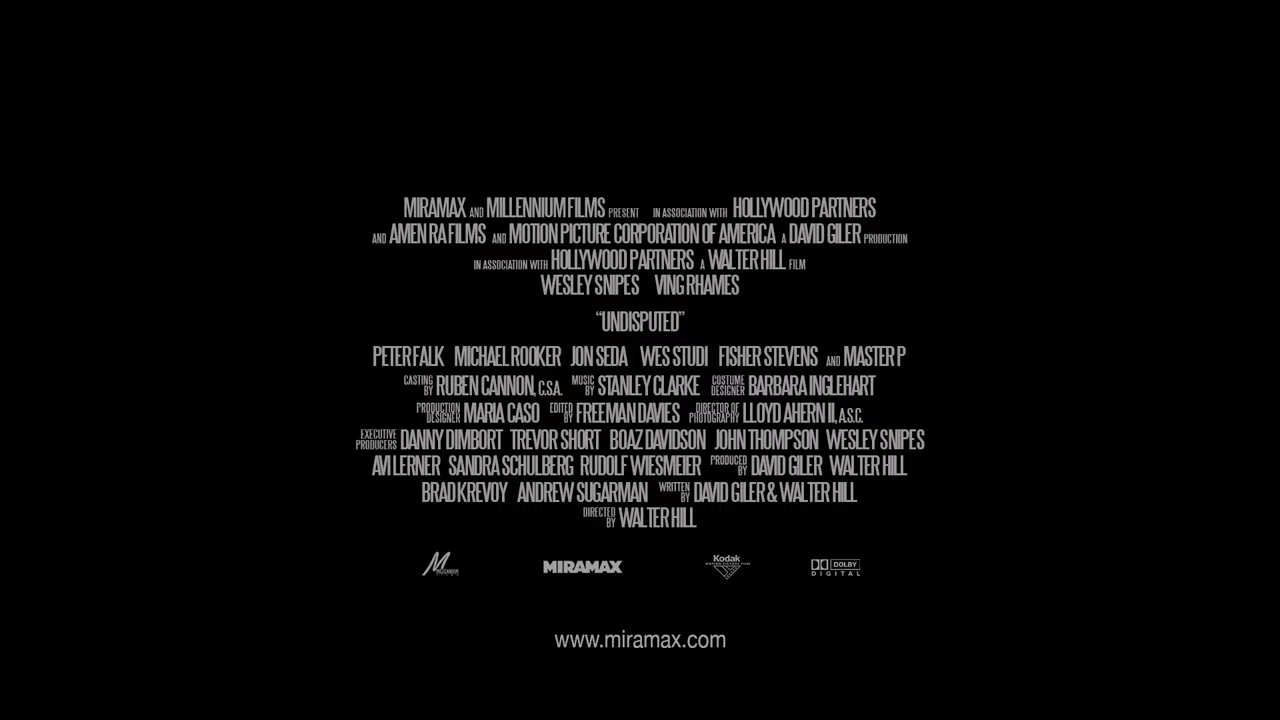 MIRAMAX AND MILLENNIUM FILMS PRESENT IN ASSOCIATION WITH HOLLYWOOD PARTNERS
AND AMEN RA FILMS AND MOTION PICTURE CORPORATION OF AMERICA A DAVID GILER PRODUCTION
IN ASSOCIATION WITH HOLLYWOOD PARTNERS A WALTER HILL FILM
WESLEY SNIPES VING RHAMES
“UNDISPUTED”
PETER FALK MICHAEL ROOKER JON SEDA WES STUDI FISHER STEVENS AND MASTER P
CASTING BY RUBEN CANNON, C.S.A. MUSIC BY STANLEY CLARKE COSTUME DESIGNER BARBARA INGLEHART
PRODUCTION DESIGNER MARIA CASO EDITED BY FREEMAN DAVIES DIRECTOR OF PHOTOGRAPHY LLOYD AHERN II, A.S.C.
EXECUTIVE PRODUCERS DANNY DIMBORT TREVOR SHORT BOAZ DAVIDSON JOHN THOMPSON WESLEY SNIPES
AVI LERNER SANDRA SCHULBERG RUDOLF WIESMEIER PRODUCED BY DAVID GILER WALTER HILL
BRAD KREVOY ANDREW SUGARMAN WRITTEN BY DAVID GILER & WALTER HILL
DIRECTED BY WALTER HILL
M MILLENNIUM MIRAMAX Kodak MOTION PICTURE FILM DOLBY DIGITAL
www.miramax.com